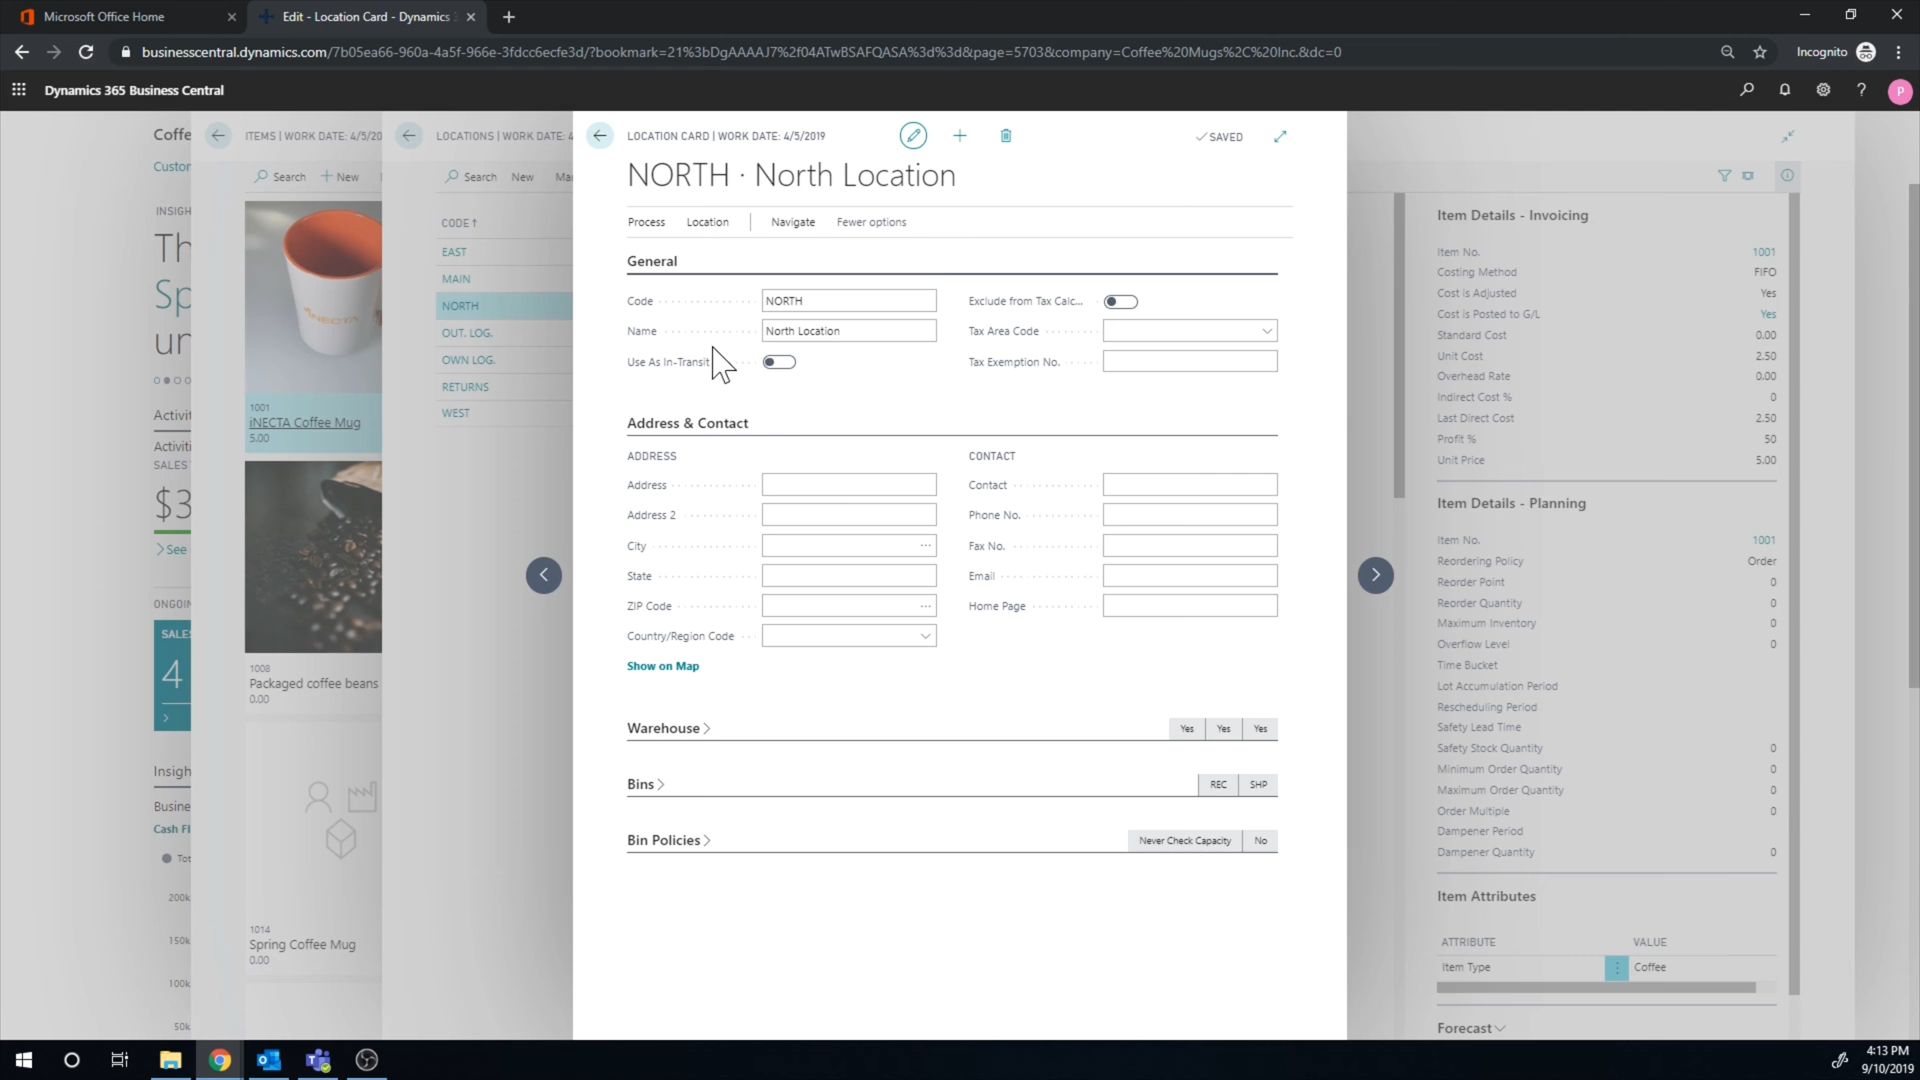 Microsoft Office Home
Edit - Location Card - Dynamics
businesscentral.dynamics.com/7b05ea66-960a-4a5f-966e-3fdcc6ecfe3d/?bookmark=21%3bDgAAAAJ7%2f04ATwBSAFQASA%3d%3d&page=5703&company=Coffee%20Mugs%2C%20Inc.&dc=0
Incognito
Dynamics 365 Business Central
?
P
Coffe
Custor
INSIGH
Th
Sp
ur
Activit
Activiti
SALES
$3
See
ONGOIN
SALES
4
Insigh
Busine
Cash Fl
Tot
200k
150k
100k
50k
ITEMS | WORK DATE: 4/5/20
Search
New
iNECTA
1001
iNECTA Coffee Mug
5.00
1008
Packaged coffee beans
0.00
1014
Spring Coffee Mug
0.00
LOCATIONS | WORK DATE: 4
Search
New
Ma
CODE ↑
EAST
MAIN
NORTH
OUT. LOG.
OWN LOG.
RETURNS
WEST
LOCATION CARD | WORK DATE: 4/5/2019
SAVED
NORTH · North Location
Process
Location
Navigate
Fewer options
General
Code
NORTH
Name
North Location
Use As In-Transit
Exclude from Tax Calc...
Tax Area Code
Tax Exemption No.
Address & Contact
ADDRESS
Address
Address 2
City
State
ZIP Code
Country/Region Code
Show on Map
CONTACT
Contact
Phone No.
Fax No.
Email
Home Page
Warehouse
Yes Yes Yes
Bins
REC SHP
Bin Policies
Never Check Capacity No
Item Details - Invoicing
Item No. 1001
Costing Method FIFO
Cost is Adjusted Yes
Cost is Posted to G/L Yes
Standard Cost 0.00
Unit Cost 2.50
Overhead Rate 0.00
Indirect Cost % 0
Last Direct Cost 2.50
Profit % 50
Unit Price 5.00
Item Details - Planning
Item No. 1001
Reordering Policy Order
Reorder Point 0
Reorder Quantity 0
Maximum Inventory 0
Overflow Level 0
Time Bucket
Lot Accumulation Period
Rescheduling Period
Safety Lead Time
Safety Stock Quantity 0
Minimum Order Quantity 0
Maximum Order Quantity 0
Order Multiple 0
Dampener Period
Dampener Quantity 0
Item Attributes
ATTRIBUTE VALUE
Item Type Coffee
Forecast
4:13 PM
9/10/2019